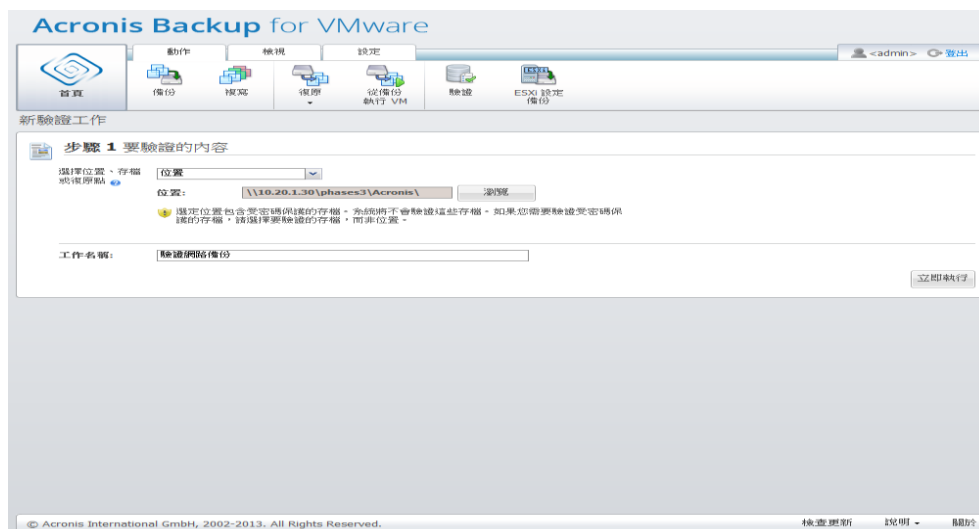 Acronis Backup for VMware
動作 檢視 設定
<admin> 登出
首頁 備份 複寫 復原 從備份 執行 VM 驗證 ESXi 設定 備份
新驗證工作
步驟 1 要驗證的內容
選擇位置、存檔 或復原點 位置
位置: \\10.20.1.30\phases3\Acronis\ 瀏覽
選定位置包含受密碼保護的存檔。系統將不會驗證這些存檔。如果您需要驗證受密碼保
護的存檔，請選擇要驗證的存檔，而非位置。
工作名稱: 驗證網路備份
立即執行
© Acronis International GmbH, 2002-2013. All Rights Reserved. 檢查更新 說明 關於